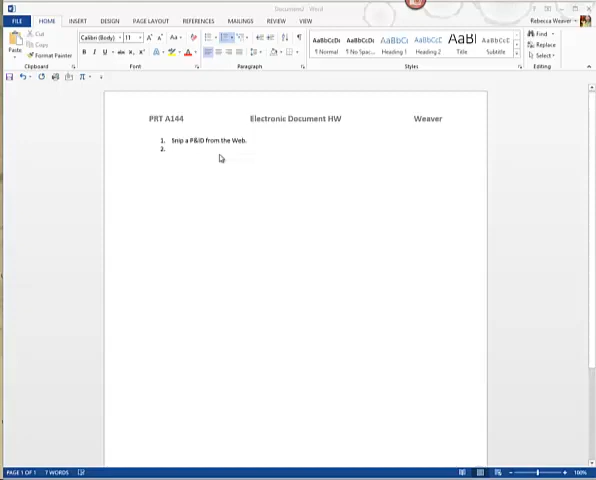 Document2 - Word
Rebecca Weaver
FILE HOME INSERT DESIGN PAGE LAYOUT REFERENCES MAILINGS REVIEW VIEW
Cut
Copy
Format Painter
Paste
Calibri (Body) 11
Find
Replace
Select
AaBbCcDc AaBbCcDc AaBbCc AaBbCc AaBl AaBbCcD
¶ Normal ¶ No Spac... Heading 1 Heading 2 Title Subtitle
Clipboard Font Paragraph Styles Editing
PRT A144 Electronic Document HW Weaver
1. Snip a P&ID from the Web.
2.
PAGE 1 OF 1 7 WORDS 100%